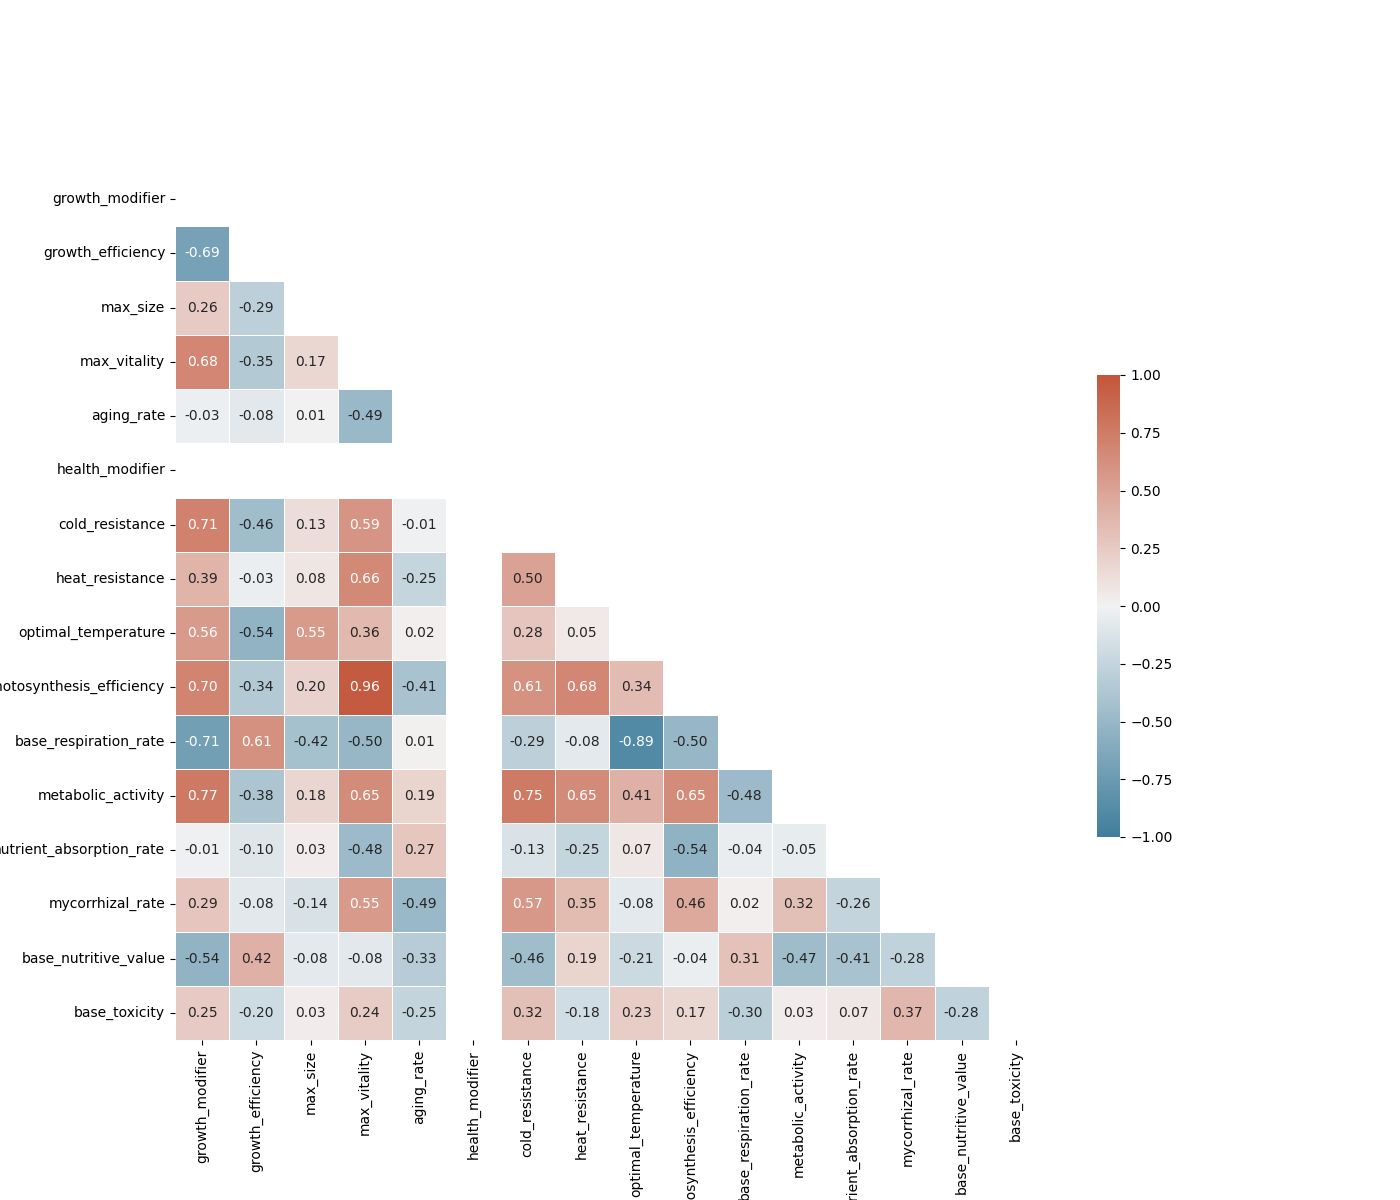 growth_modifier
growth_efficiency -0.69
max_size 0.26 -0.29
max_vitality 0.68 -0.35 0.17
aging_rate -0.03 -0.08 0.01 -0.49
health_modifier
cold_resistance 0.71 -0.46 0.13 0.59 -0.01
heat_resistance 0.39 -0.03 0.08 0.66 -0.25 0.50
optimal_temperature 0.56 -0.54 0.55 0.36 0.02 0.28 0.05
otosynthesis_efficiency 0.70 -0.34 0.20 0.96 -0.41 0.61 0.68 0.34
base_respiration_rate -0.71 0.61 -0.42 -0.50 0.01 -0.29 -0.08 -0.89 -0.50
metabolic_activity 0.77 -0.38 0.18 0.65 0.19 0.75 0.65 0.41 0.65 -0.48
utrient_absorption_rate -0.01 -0.10 0.03 -0.48 0.27 -0.13 -0.25 0.07 -0.54 -0.04 -0.05
mycorrhizal_rate 0.29 -0.08 -0.14 0.55 -0.49 0.57 0.35 -0.08 0.46 0.02 0.32 -0.26
base_nutritive_value -0.54 0.42 -0.08 -0.08 -0.33 -0.46 0.19 -0.21 -0.04 0.31 -0.47 -0.41 -0.28
base_toxicity 0.25 -0.20 0.03 0.24 -0.25 0.32 -0.18 0.23 0.17 -0.30 0.03 0.07 0.37 -0.28
growth_modifier
growth_efficiency
max_size
max_vitality
aging_rate
health_modifier
cold_resistance
heat_resistance
optimal_temperature
osynthesis_efficiency
base_respiration_rate
metabolic_activity
rient_absorption_rate
mycorrhizal_rate
base_nutritive_value
base_toxicity
1.00
0.75
0.50
0.25
0.00
−0.25
−0.50
−0.75
−1.00